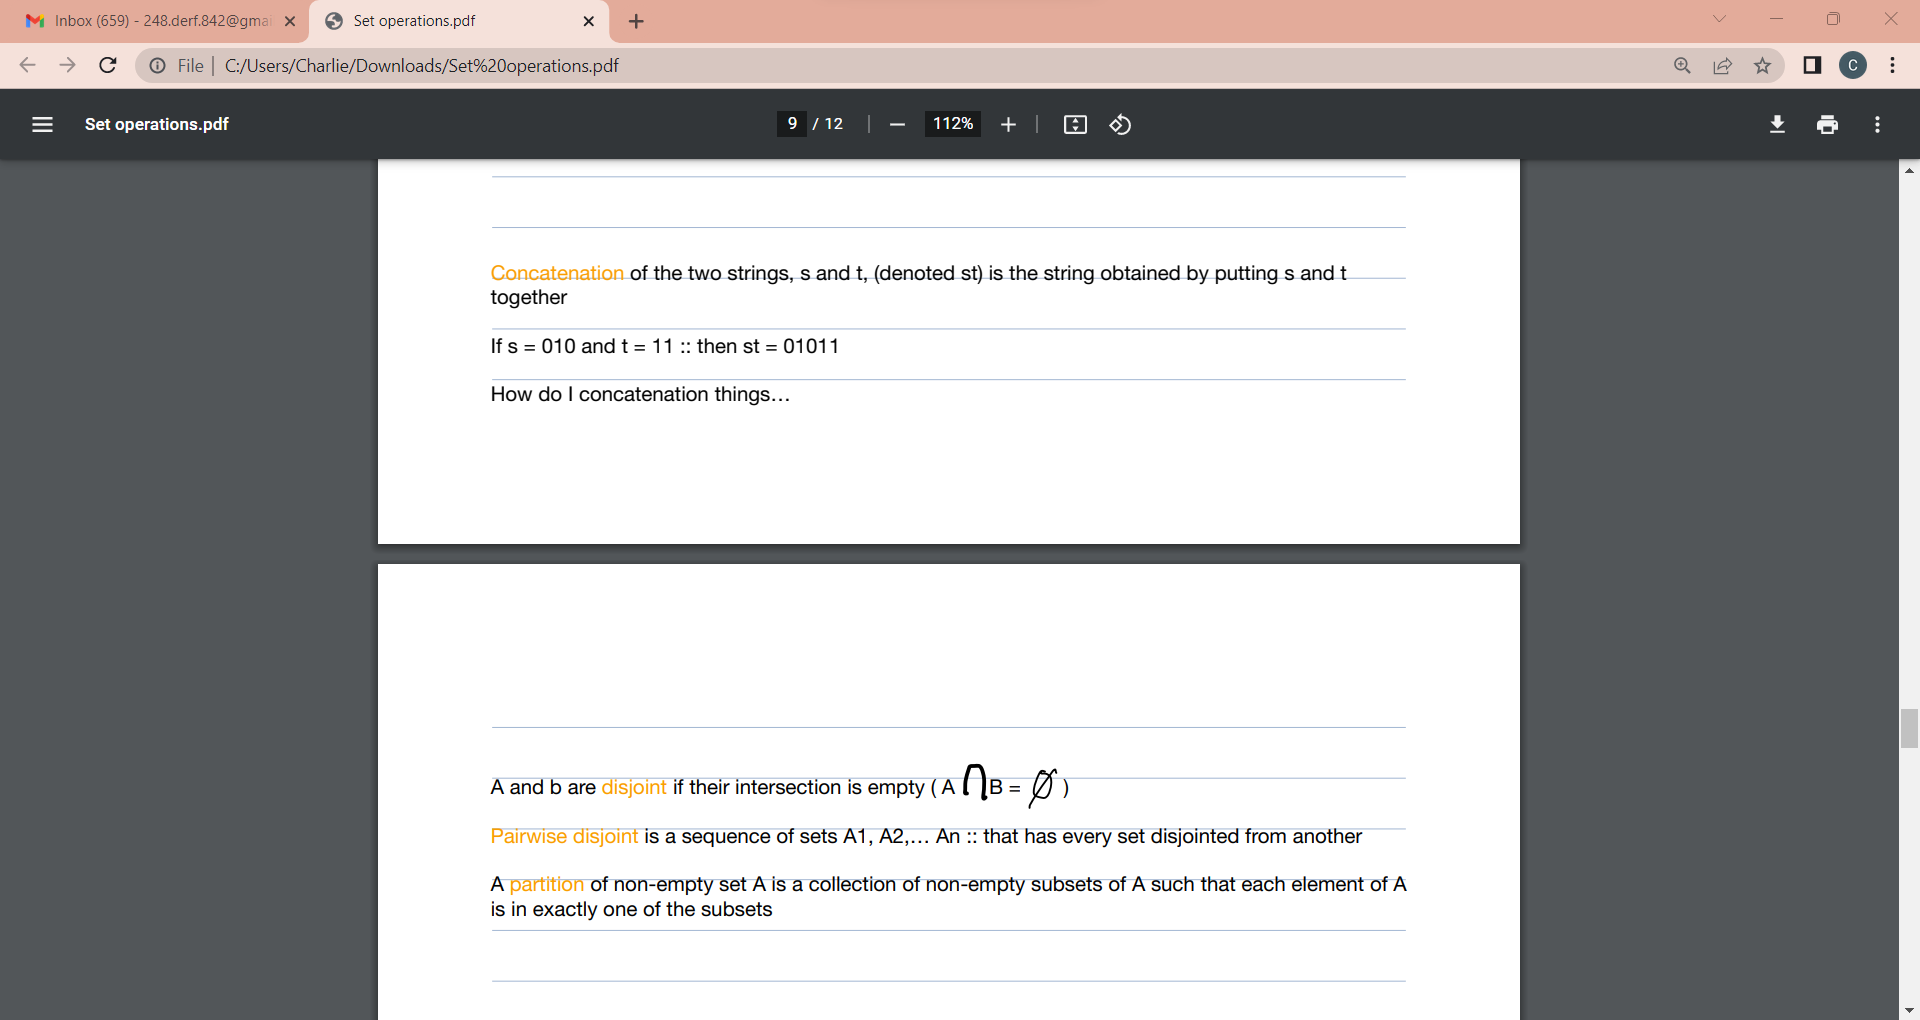 Inbox (659) - 248.derf.842@gmai
Set operations.pdf
File | C:/Users/Charlie/Downloads/Set%20operations.pdf
C
Set operations.pdf
9 / 12
112%
Concatenation of the two strings, s and t, (denoted st) is the string obtained by putting s and t
together
If s = 010 and t = 11 :: then st = 01011
How do I concatenation things...
A and b are disjoint if their intersection is empty ( A ∩ B = ∅ )
Pairwise disjoint is a sequence of sets A1, A2,... An :: that has every set disjointed from another
A partition of non-empty set A is a collection of non-empty subsets of A such that each element of A
is in exactly one of the subsets